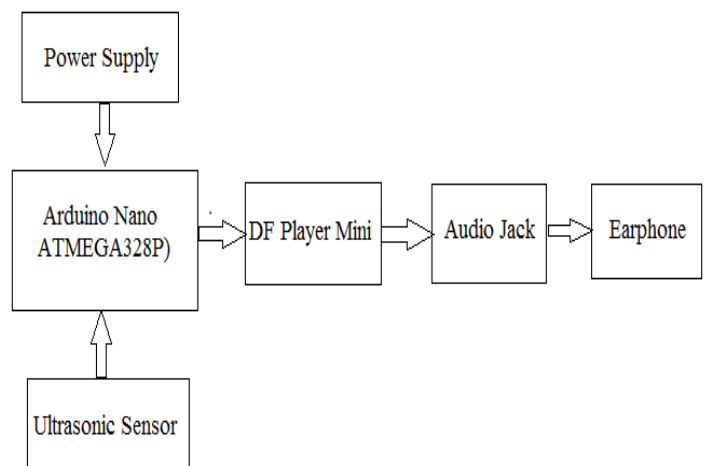 Power Supply
Arduino Nano
ATMEGA328P)
DF Player Mini
Audio Jack
Earphone
Ultrasonic Sensor